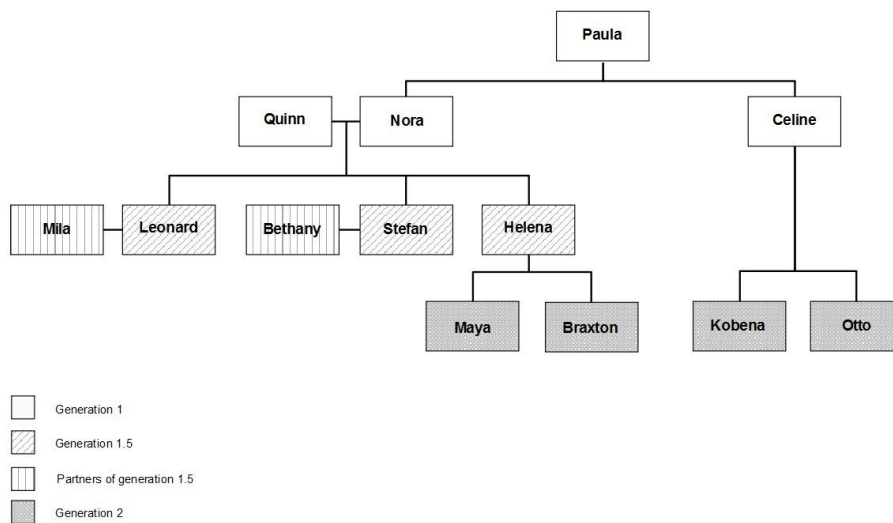 Paula
Quinn
Nora
Celine
Mila
Leonard
Bethany
Stefan
Helena
Maya
Braxton
Kobena
Otto
Generation 1
Generation 1.5
Partners of generation 1.5
Generation 2